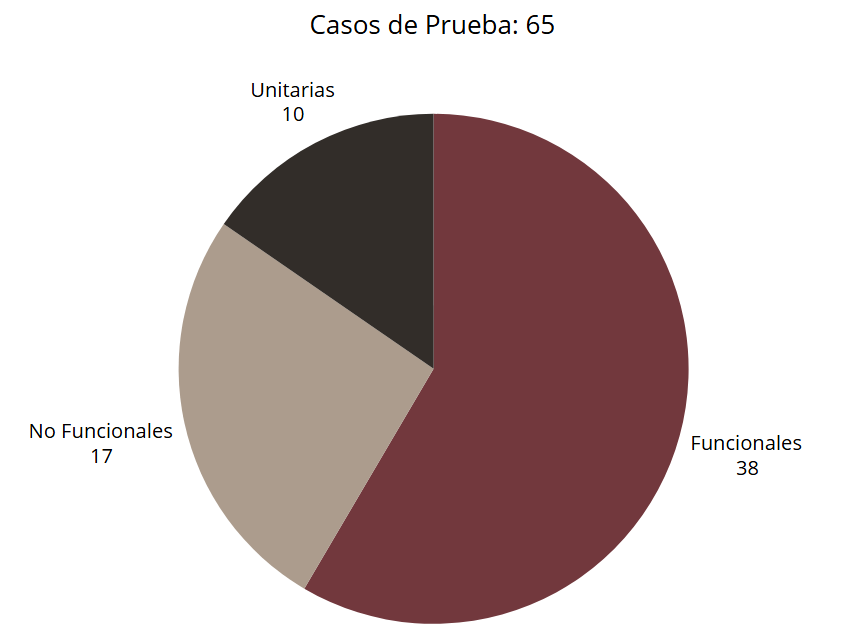 Casos de Prueba: 65
Unitarias
10
No Funcionales
17
Funcionales
38